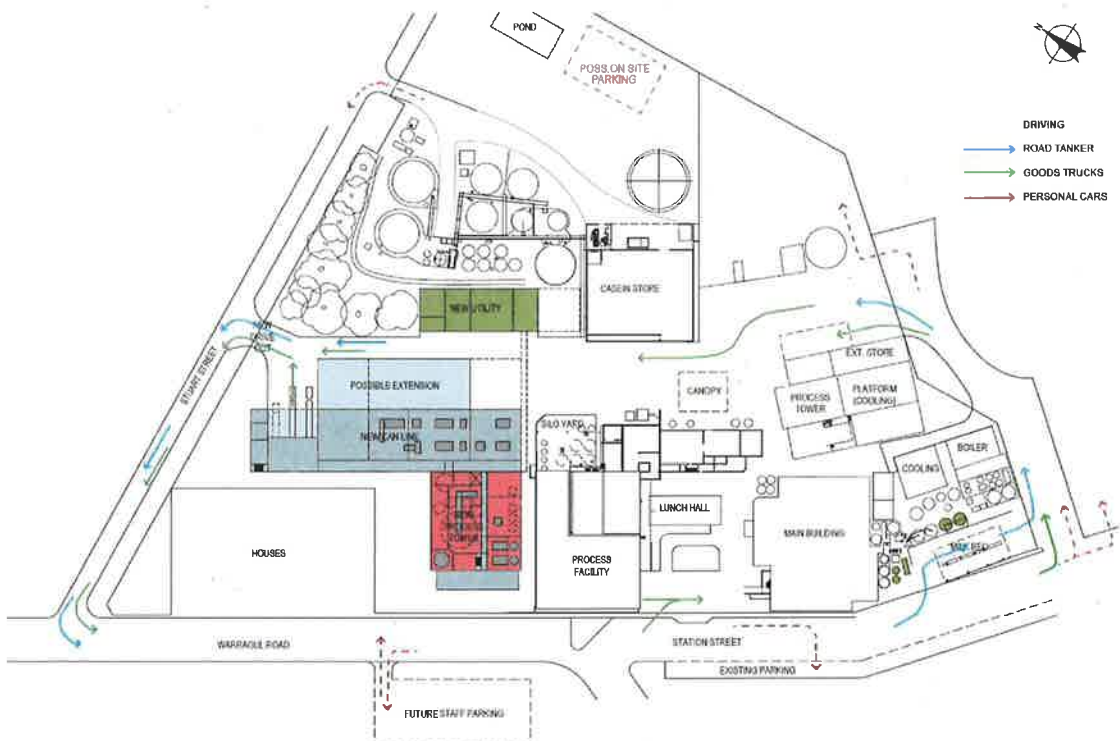 POND
POSS.ON SITE
PARKING
DRIVING
ROAD TANKER
GOODS TRUCKS
PERSONAL CARS
CASEIN STORE
NEW UTILITY
STUART STREET
POSSIBLE EXTENSION
NEW CAN LINE
SILO YARD
CANOPY
EXT. STORE
PROCESS
TOWER
PLATFORM
(COOLING)
BOILER
COOLING
LUNCH HALL
MAIN BUILDING
HOUSES
PROCESS
TOWER
PROCESS
FACILITY
WARRAGUL ROAD
STATION STREET
EXISTING PARKING
FUTURE STAFF PARKING